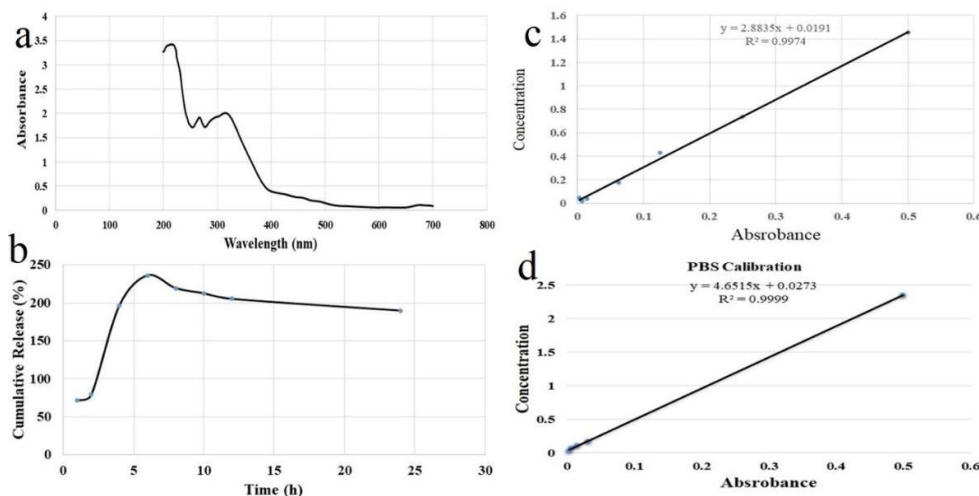 a
4
3.5
3
2.5
2
1.5
1
0.5
0
Absorbance
0 100 200 300 400 500 600 700 800
Wavelength (nm)
b
250
200
150
100
50
0
Cumulative Release (%)
0 5 10 15 20 25 30
Time (h)
c
1.6
1.4
1.2
1
0.8
0.6
0.4
0.2
0
Concentration
y = 2.8835x + 0.0191
R² = 0.9974
0 0.1 0.2 0.3 0.4 0.5 0.6
Absrobance
d
PBS Calibration
y = 4.6515x + 0.0273
R² = 0.9999
2.5
2
1.5
1
0.5
0
Concentration
0 0.1 0.2 0.3 0.4 0.5 0.6
Absrobance